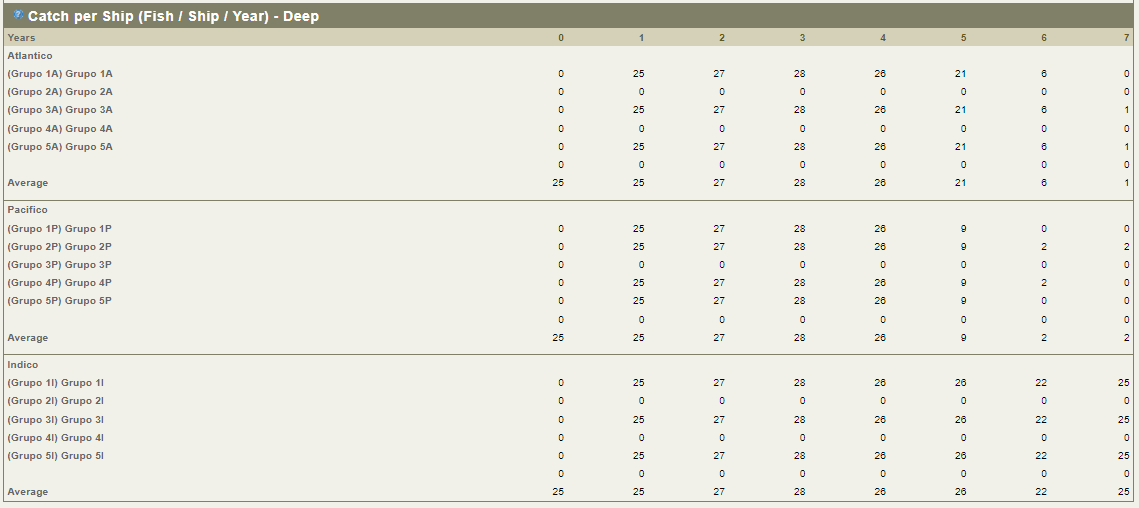 Catch per Ship (Fish / Ship / Year) - Deep
Years 0 1 2 3 4 5 6 7
Atlantico
(Grupo 1A) Grupo 1A 0 25 27 28 26 21 6 0
(Grupo 2A) Grupo 2A 0 0 0 0 0 0 0 0
(Grupo 3A) Grupo 3A 0 25 27 28 26 21 6 1
(Grupo 4A) Grupo 4A 0 0 0 0 0 0 0 0
(Grupo 5A) Grupo 5A 0 25 27 28 26 21 6 1
0 0 0 0 0 0 0 0
Average 25 25 27 28 26 21 6 1
Pacifico
(Grupo 1P) Grupo 1P 0 25 27 28 26 9 0 0
(Grupo 2P) Grupo 2P 0 25 27 28 26 9 2 2
(Grupo 3P) Grupo 3P 0 0 0 0 0 0 0 0
(Grupo 4P) Grupo 4P 0 25 27 28 26 9 2 0
(Grupo 5P) Grupo 5P 0 25 27 28 26 9 0 0
0 0 0 0 0 0 0 0
Average 25 25 27 28 26 9 2 2
Indico
(Grupo 1I) Grupo 1I 0 25 27 28 26 26 22 25
(Grupo 2I) Grupo 2I 0 0 0 0 0 0 0 0
(Grupo 3I) Grupo 3I 0 25 27 28 26 26 22 25
(Grupo 4I) Grupo 4I 0 0 0 0 0 0 0 0
(Grupo 5I) Grupo 5I 0 25 27 28 26 26 22 25
0 0 0 0 0 0 0 0
Average 25 25 27 28 26 26 22 25